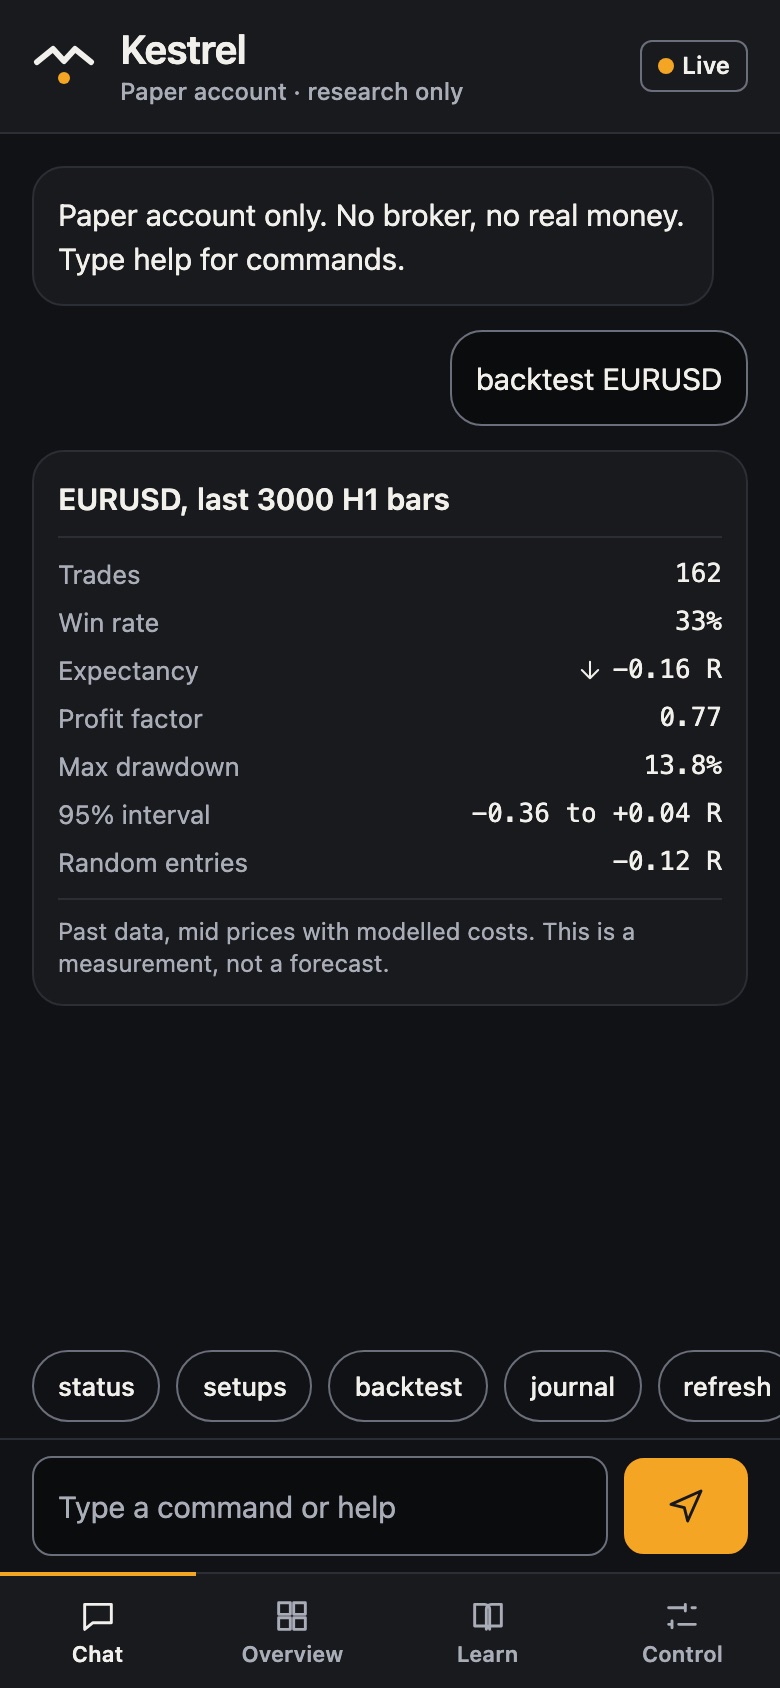 Kestrel
Paper account · research only
Live
Paper account only. No broker, no real money.
Type help for commands.
backtest EURUSD
EURUSD, last 3000 H1 bars
Trades 162
Win rate 33%
Expectancy ↓ −0.16 R
Profit factor 0.77
Max drawdown 13.8%
95% interval −0.36 to +0.04 R
Random entries −0.12 R
Past data, mid prices with modelled costs. This is a
measurement, not a forecast.
status setups backtest journal refresh
Type a command or help
Chat Overview Learn Control